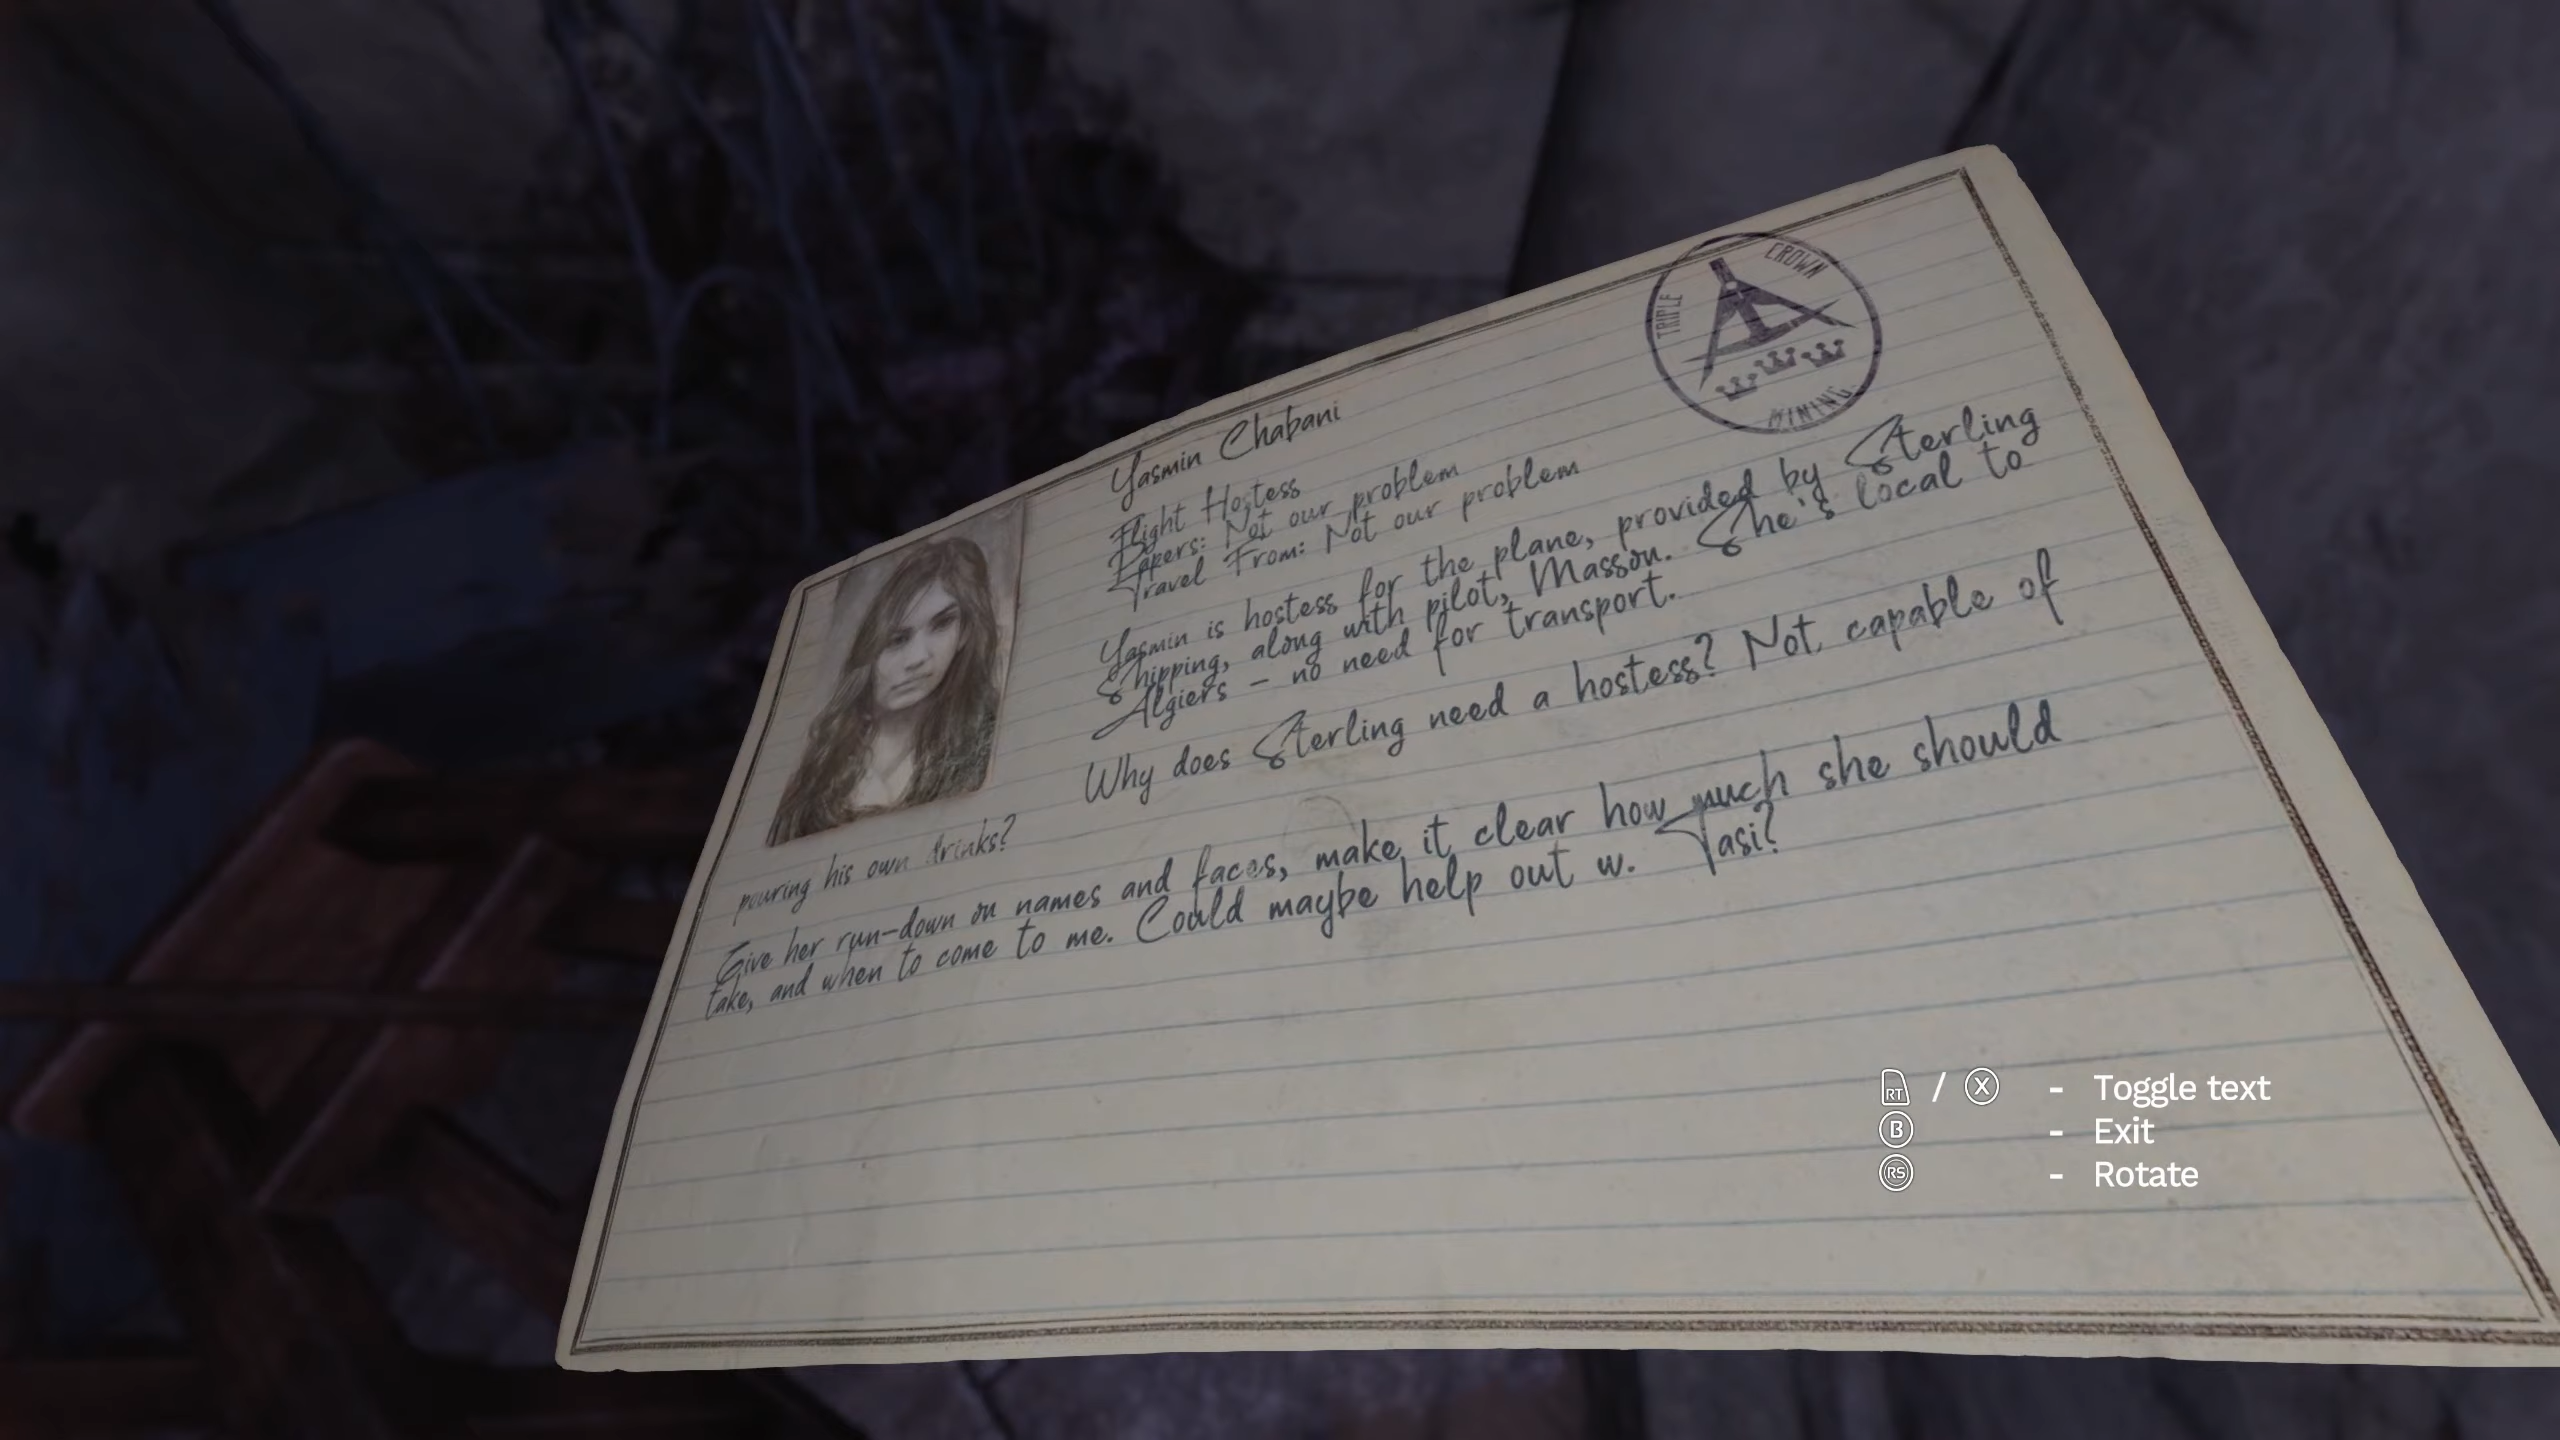 TRIPLE CROWN MINING
Yasmin Chabani
Flight Hostess
Papers: Not our problem
Travel From: Not our problem
Yasmin is hostess for the plane, provided by Sterling
Shipping, along with pilot, Masson. She's local to
Algiers – no need for transport.
Why does Sterling need a hostess? Not capable of
pouring his own drinks?
Give her run-down on names and faces, make it clear how much she should
take, and when to come to me. Could maybe help out w. Tasi?
RT / X - Toggle text
B - Exit
RS - Rotate